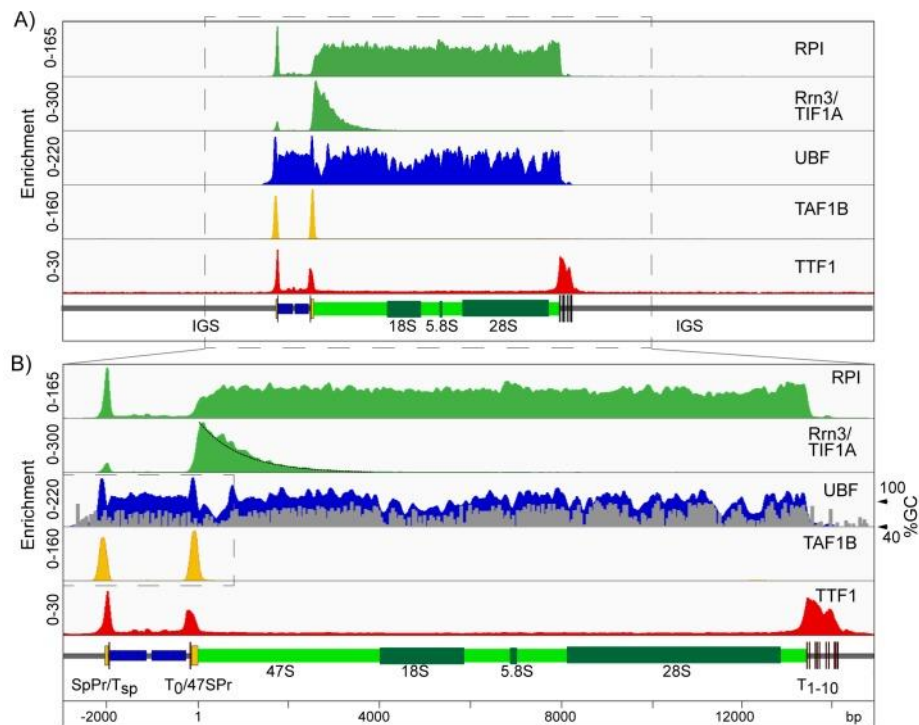 A)
0-165
RPI
0-300
Rrn3/
TIF1A
Enrichment
0-220
UBF
0-160
TAF1B
0-30
TTF1
IGS
18S
5.8S
28S
IGS
B)
0-165
RPI
0-300
Rrn3/
TIF1A
Enrichment
0-220
UBF
100
40
%GC
0-160
TAF1B
0-30
TTF1
47S
18S
5.8S
28S
SpPr/Tsp
T0/47SPr
T1-10
-2000 1 4000 8000 12000 bp